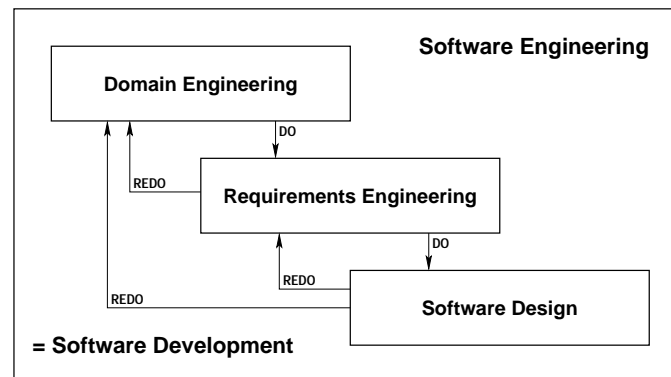 Software Engineering
Domain Engineering
DO
REDO
Requirements Engineering
DO
REDO
REDO
Software Design
= Software Development